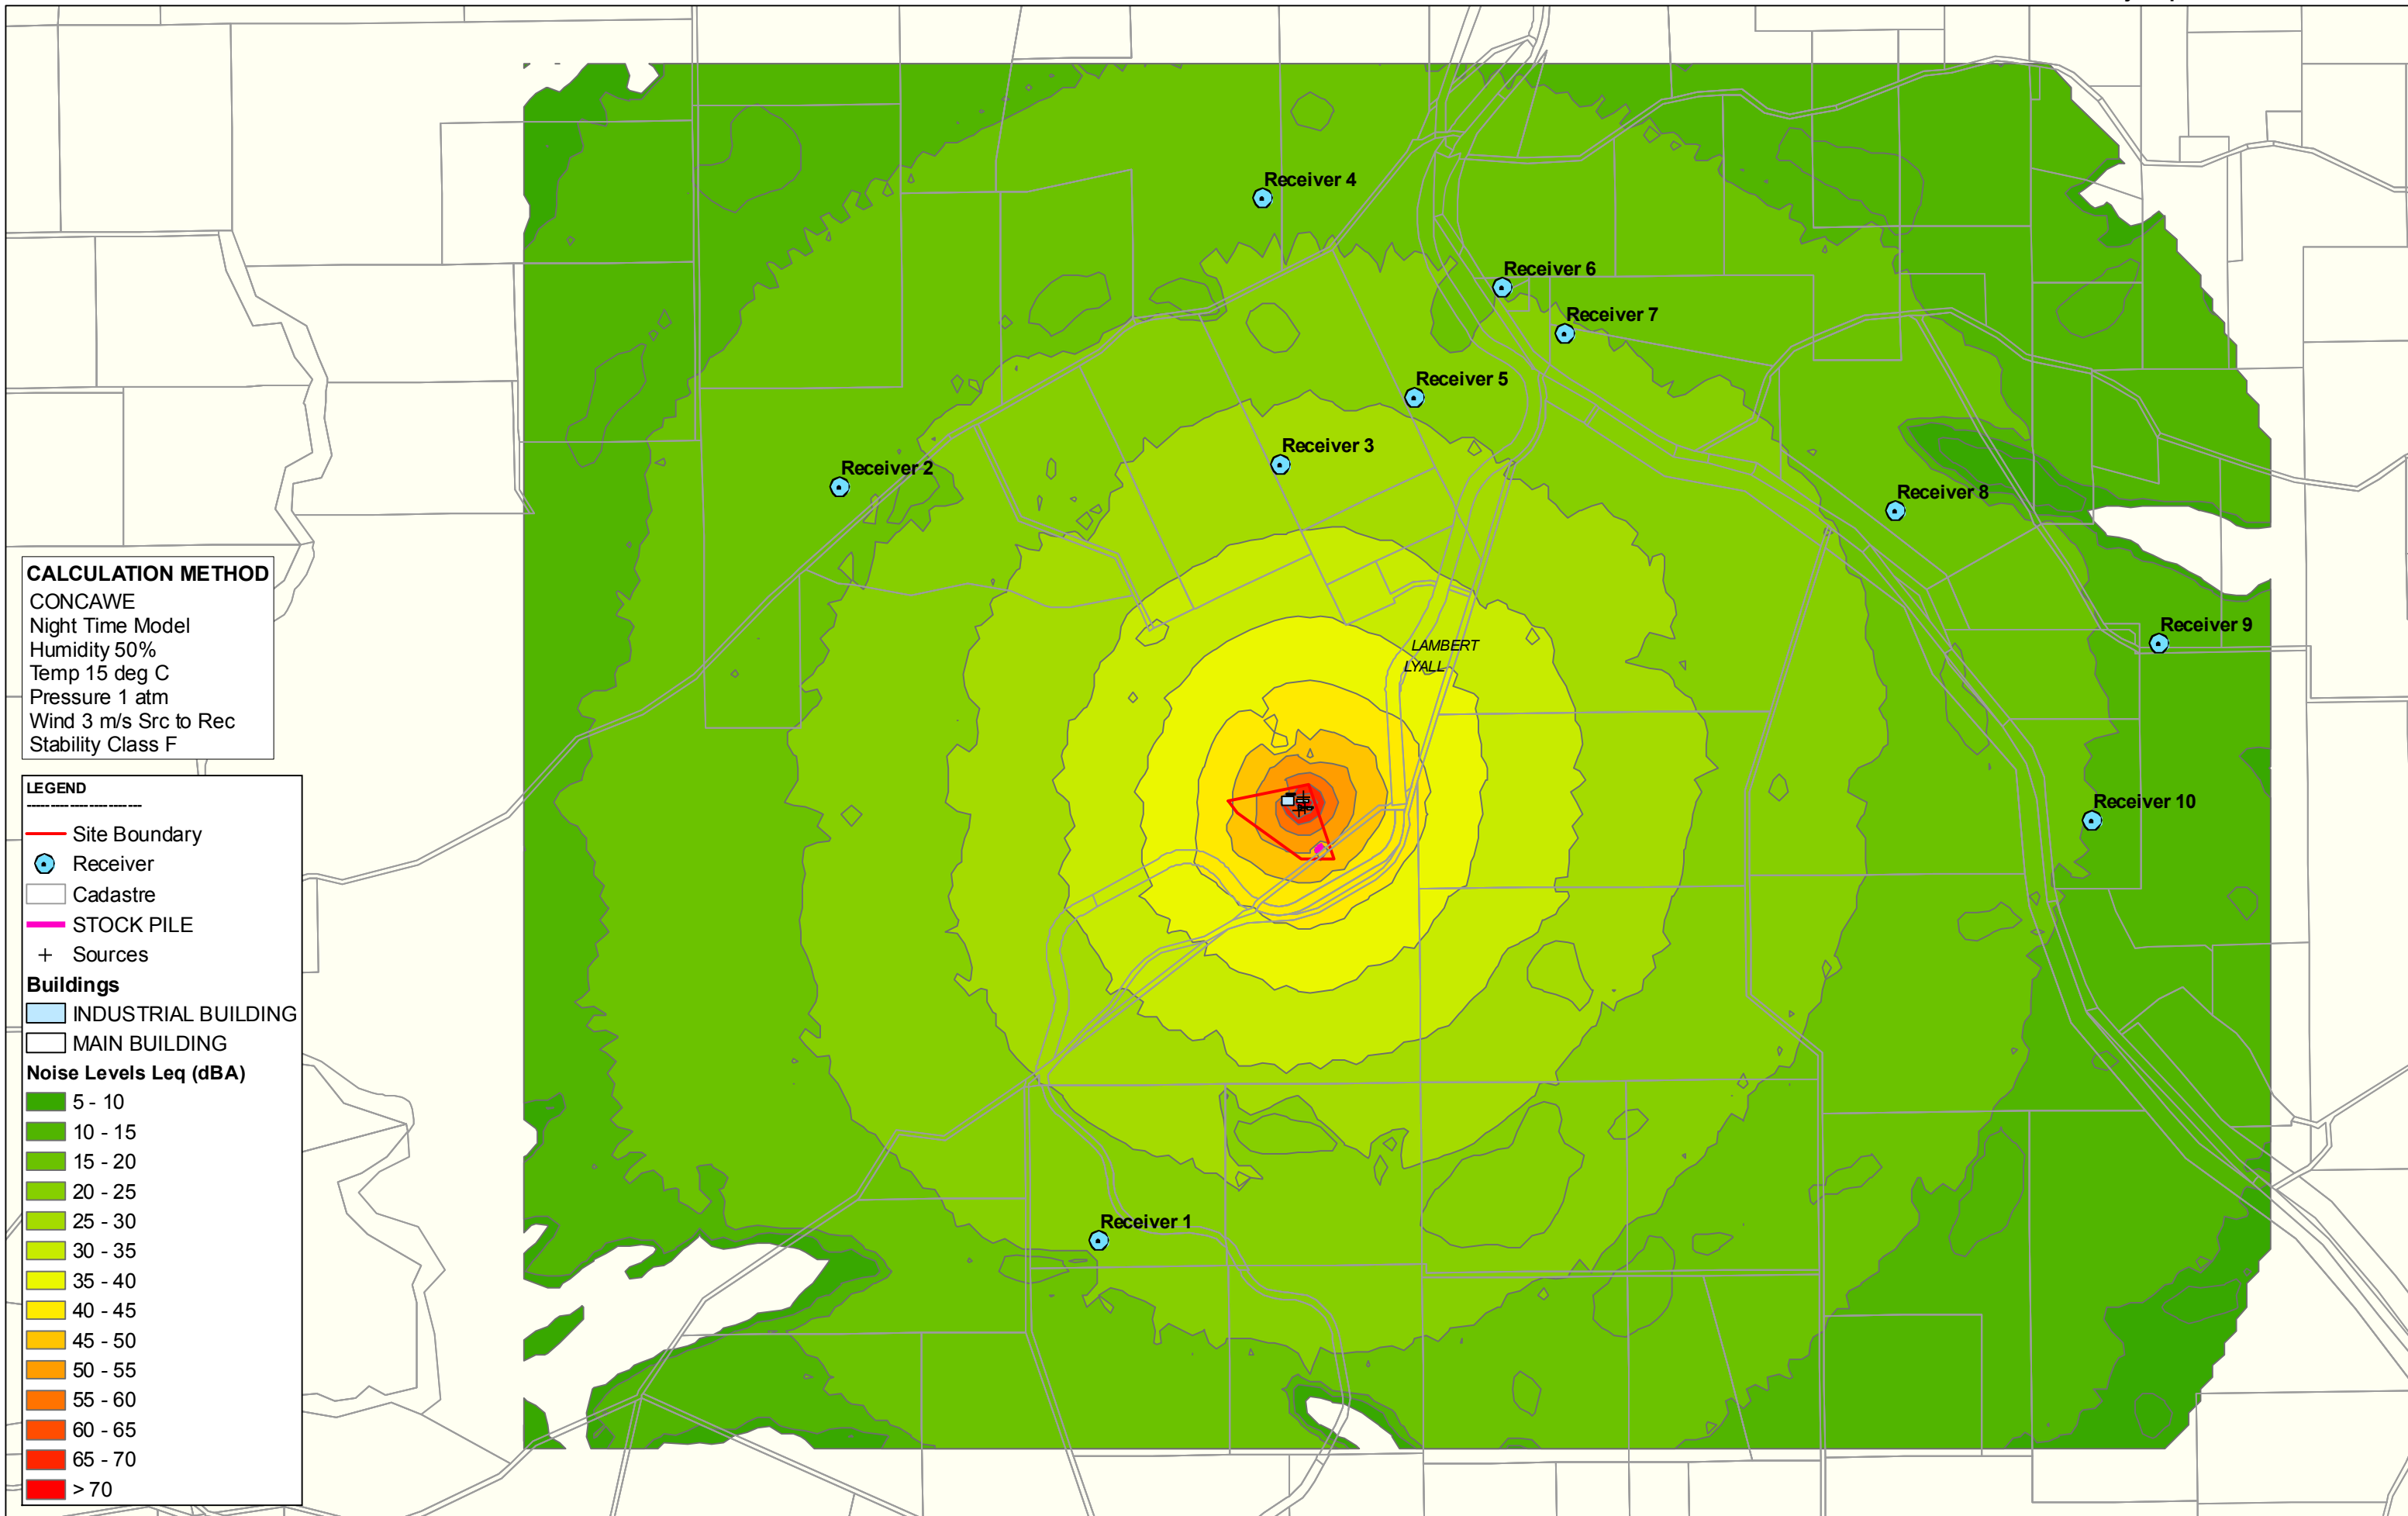 Receiver 4
Receiver 6
Receiver 7
Receiver 5
Receiver 3
Receiver 2
Receiver 8
Receiver 9
LAMBERT
LYALL
Receiver 10
Receiver 1
CALCULATION METHOD
CONCAWE
Night Time Model
Humidity 50%
Temp 15 deg C
Pressure 1 atm
Wind 3 m/s Src to Rec
Stability Class F
LEGEND
------------------------
Site Boundary
Receiver
Cadastre
STOCK PILE
Sources
Buildings
INDUSTRIAL BUILDING
MAIN BUILDING
Noise Levels Leq (dBA)
5 - 10
10 - 15
15 - 20
20 - 25
25 - 30
30 - 35
35 - 40
40 - 45
45 - 50
50 - 55
55 - 60
60 - 65
65 - 70
> 70